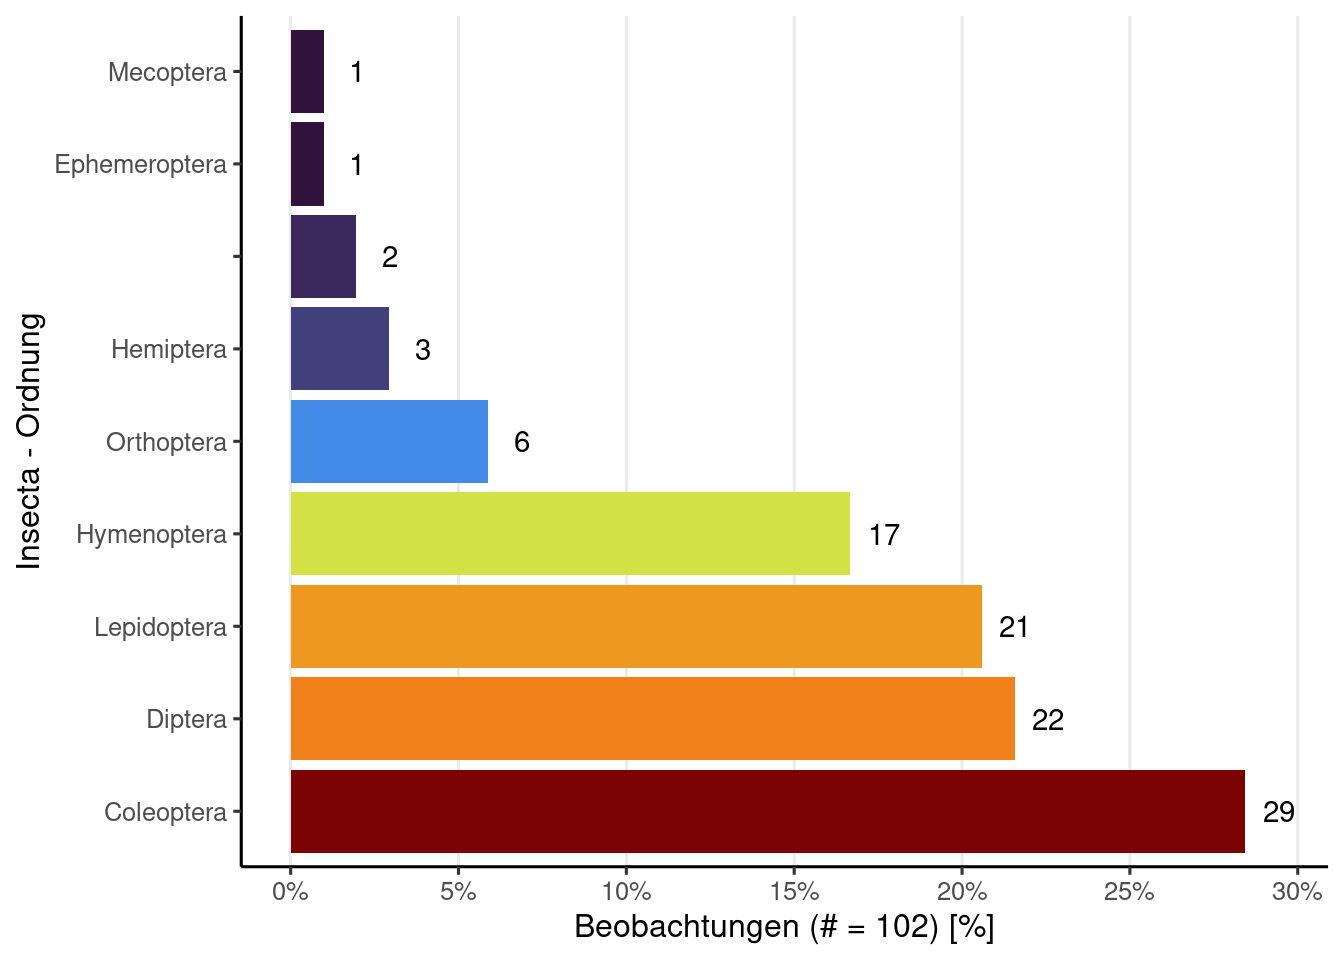 Mecoptera
1
Ephemeroptera
1
2
Hemiptera
3
Orthoptera
6
Hymenoptera
17
Lepidoptera
21
Diptera
22
Coleoptera
29
0%
5%
10%
15%
20%
25%
30%
Beobachtungen (# = 102) [%]
Insecta - Ordnung